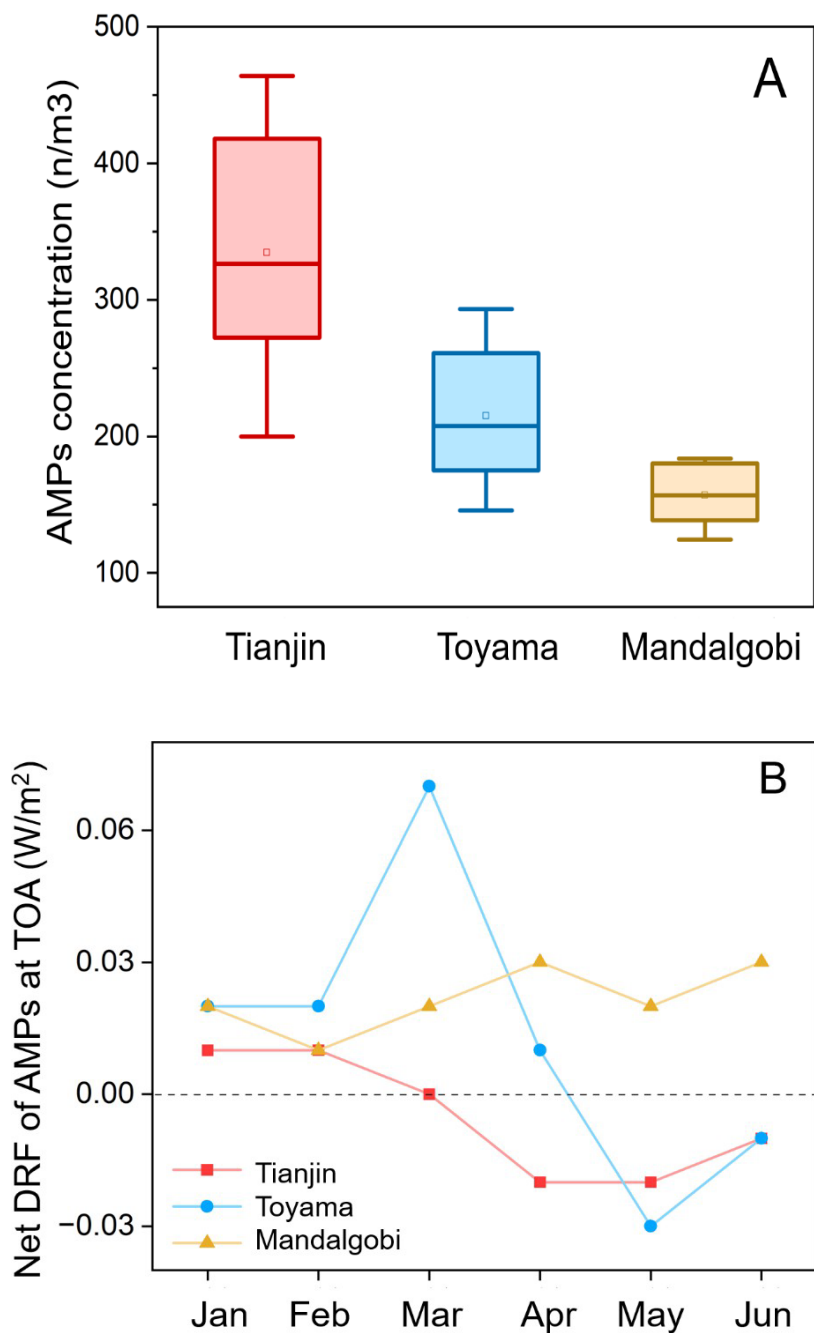 A
AMPs concentration (n/m3)
500
400
300
200
100
Tianjin Toyama Mandalgobi
B
Net DRF of AMPs at TOA (W/m²)
0.06
0.03
0.00
−0.03
Tianjin
Toyama
Mandalgobi
Jan Feb Mar Apr May Jun